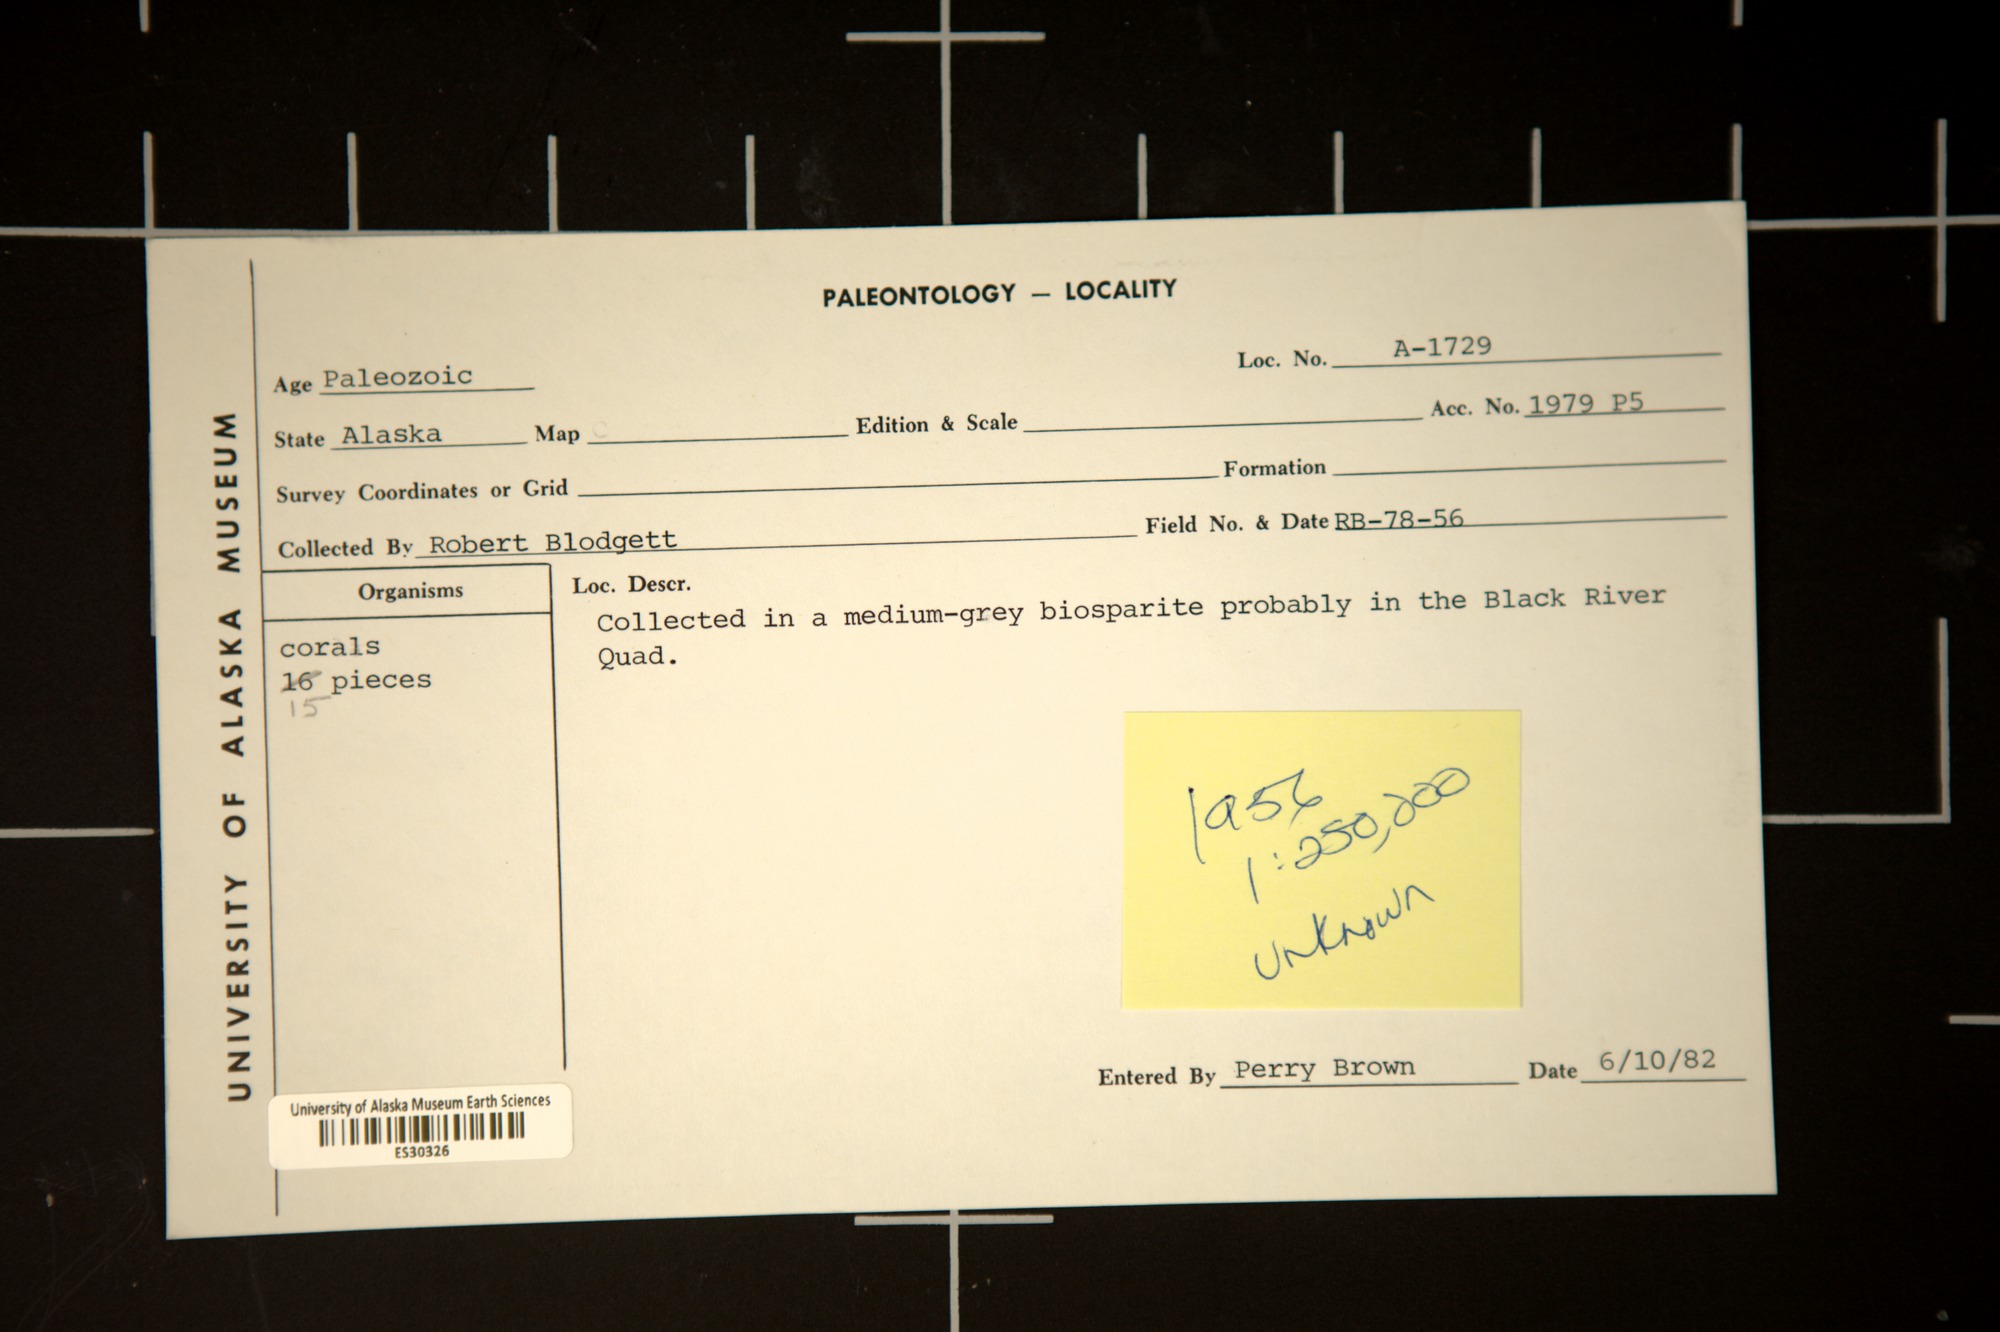 UNIVERSITY OF ALASKA MUSEUM
PALEONTOLOGY — LOCALITY
Age Paleozoic
Loc. No. A-1729
State Alaska Map Edition & Scale Acc. No. 1979 P5
Survey Coordinates or Grid Formation
Collected By Robert Blodgett Field No. & Date RB-78-56
Organisms
corals
16 pieces
15
Loc. Descr.
Collected in a medium-grey biosparite probably in the Black River
Quad.
1956
1:250,000
unknown
Entered By Perry Brown Date 6/10/82
University of Alaska Museum Earth Sciences
ES30326